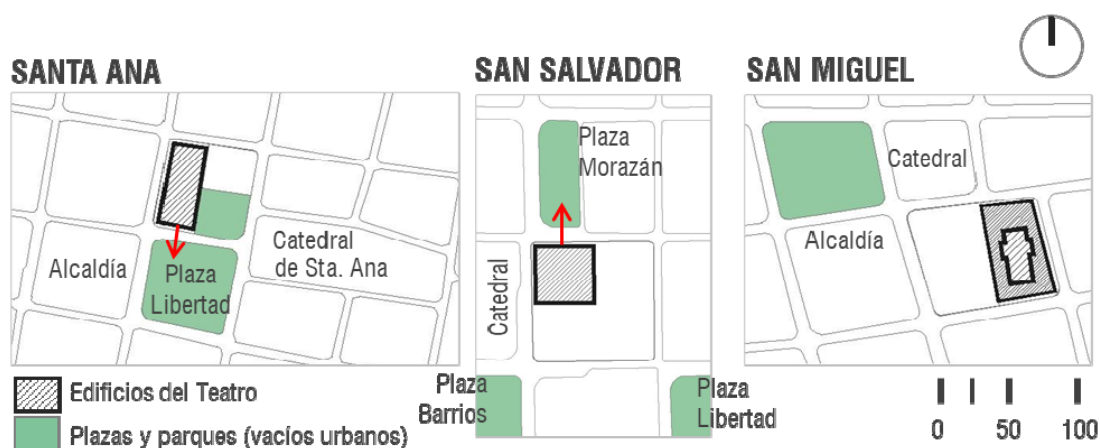 SANTA ANA
Alcaldía
Plaza
Libertad
Catedral
de Sta. Ana
SAN SALVADOR
Plaza
Morazán
Catedral
Plaza
Barrios
Plaza
Libertad
SAN MIGUEL
Catedral
Alcaldía
Edificios del Teatro
Plazas y parques (vacíos urbanos)
0 50 100